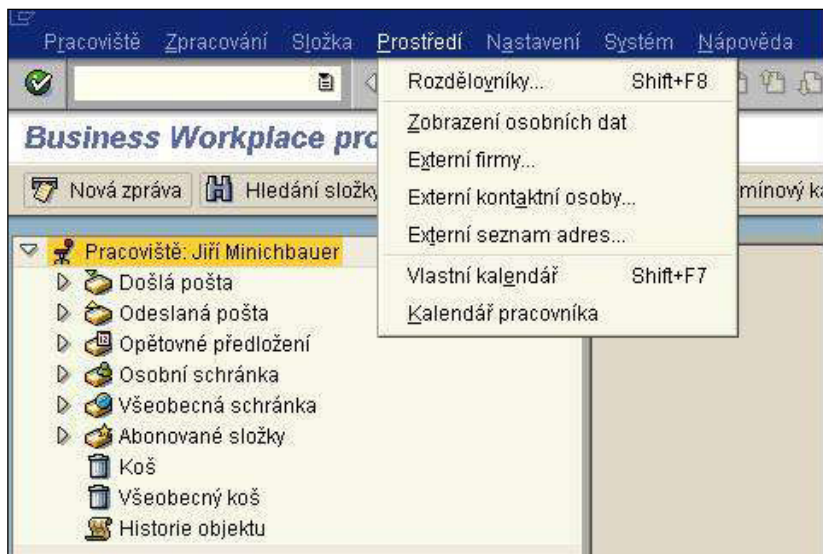 Pracoviště Zpracování Složka Prostředí Nastavení Systém Nápověda
Rozdělovníky... Shift+F8
Business Workplace pro
Zobrazení osobních dat
Externí firmy...
Nová zpráva Hledání složky
Externí kontaktní osoby...
Externí seznam adres...
Pracoviště: Jiří Minichbauer
Vlastní kalendář Shift+F7
Došlá pošta
Kalendář pracovníka
Odeslaná pošta
Opětovné předložení
Osobní schránka
Všeobecná schránka
Abonované složky
Koš
Všeobecný koš
Historie objektu